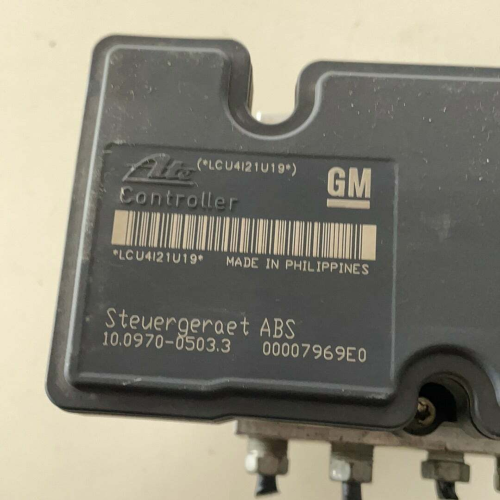 Ate (*LCU4I21U19*)
GM
Controller
*LCU4I21U19* MADE IN PHILIPPINES
Steuergeraet ABS
10.0970-0503.3 00007969E0